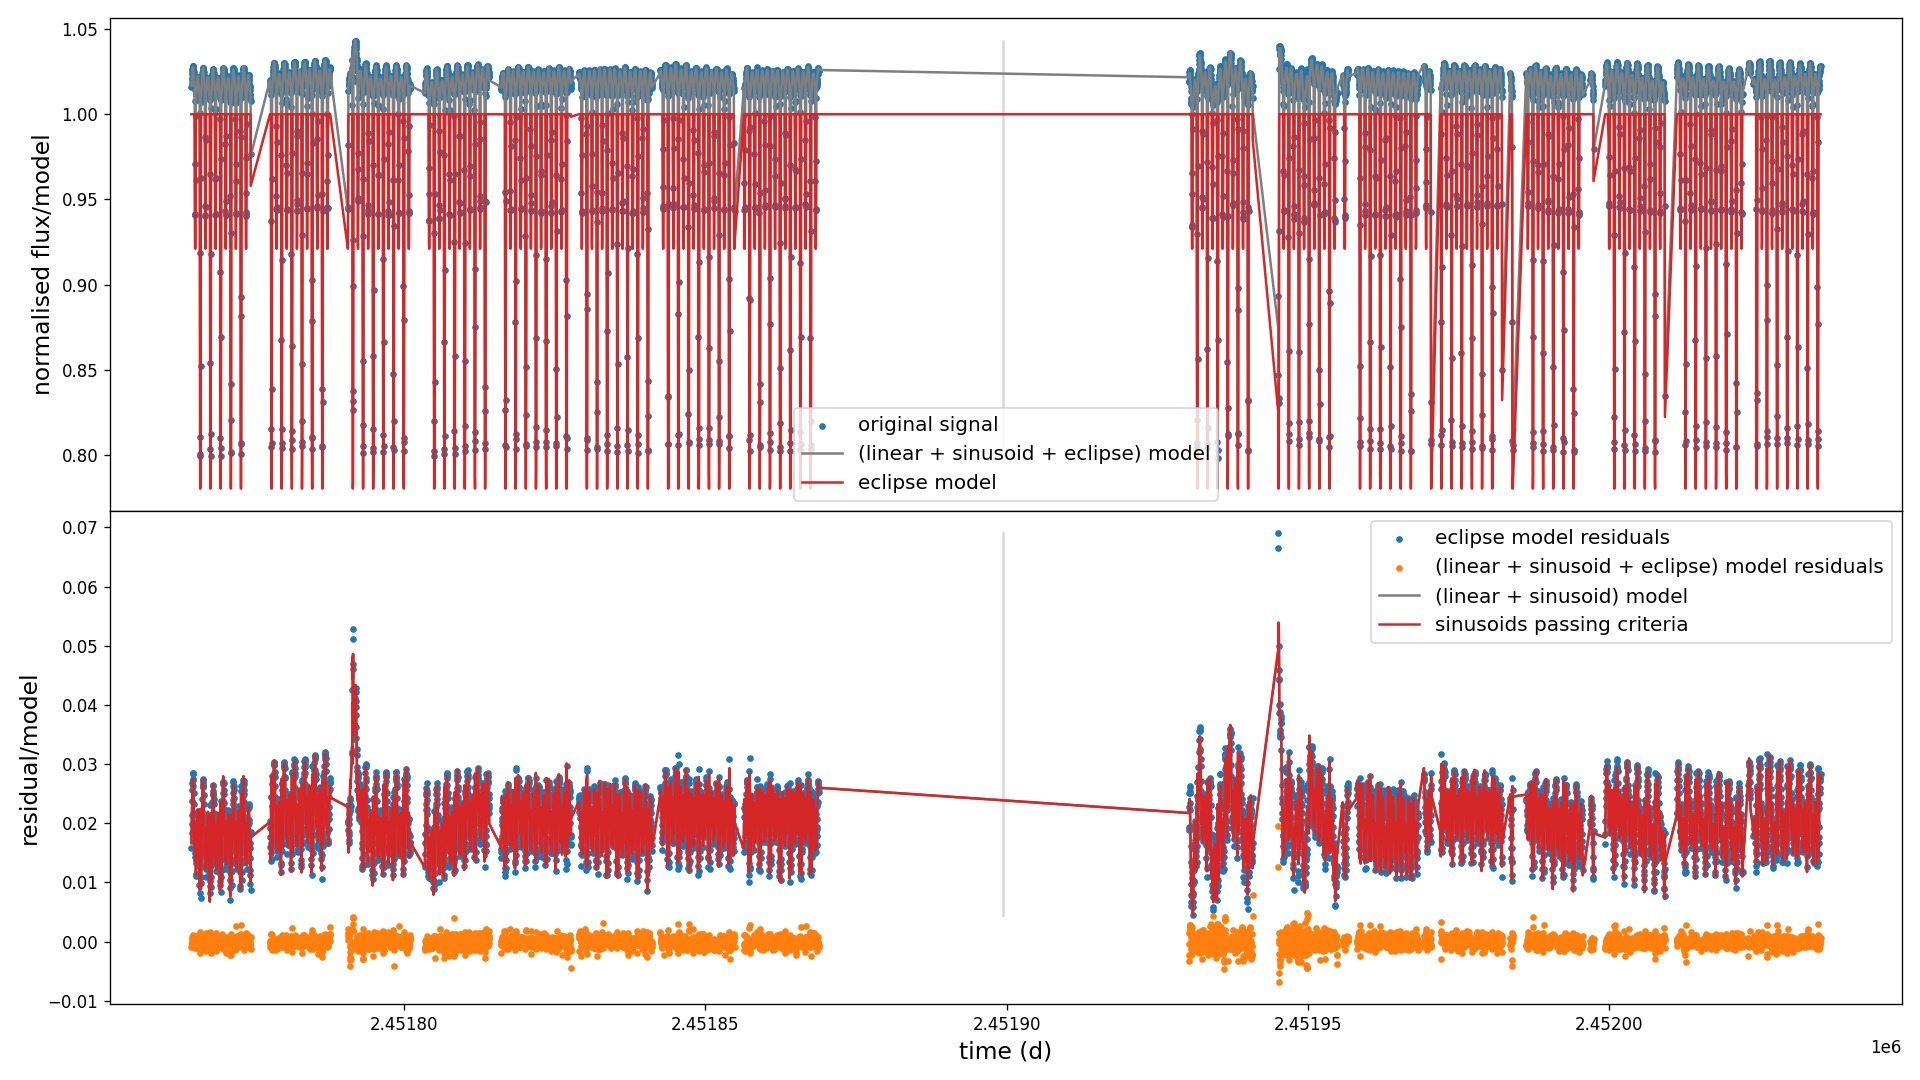 1.05
1.00
0.95
0.90
0.85
0.80
normalised flux/model
original signal
(linear + sinusoid + eclipse) model
eclipse model
0.07
0.06
0.05
0.04
0.03
0.02
0.01
0.00
−0.01
residual/model
eclipse model residuals
(linear + sinusoid + eclipse) model residuals
(linear + sinusoid) model
sinusoids passing criteria
2.45180
2.45185
2.45190
2.45195
2.45200
1e6
time (d)